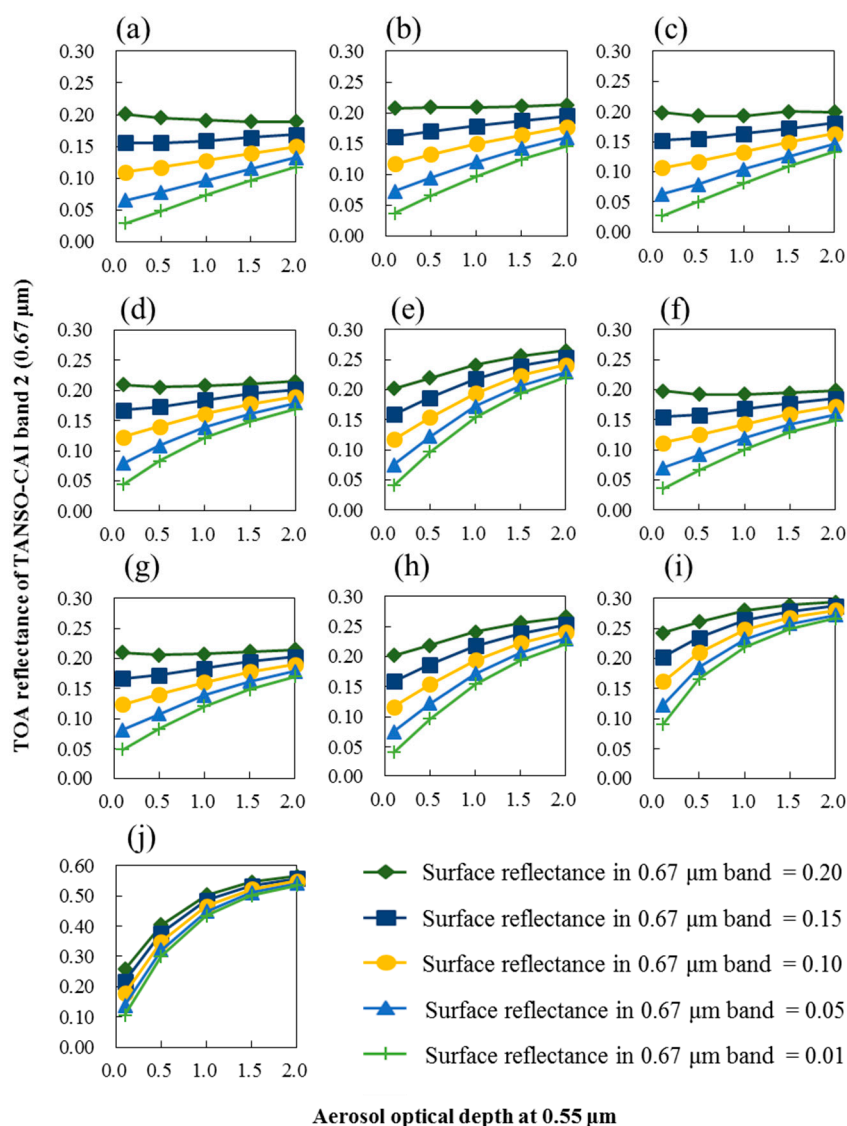 (a) (b) (c)
0.30 0.30 0.30
0.25 0.25 0.25
0.20 0.20 0.20
0.15 0.15 0.15
0.10 0.10 0.10
0.05 0.05 0.05
0.00 0.00 0.00
0.0 0.5 1.0 1.5 2.0 0.0 0.5 1.0 1.5 2.0 0.0 0.5 1.0 1.5 2.0
(d) (e) (f)
0.30 0.30 0.30
0.25 0.25 0.25
0.20 0.20 0.20
0.15 0.15 0.15
0.10 0.10 0.10
0.05 0.05 0.05
0.00 0.00 0.00
0.0 0.5 1.0 1.5 2.0 0.0 0.5 1.0 1.5 2.0 0.0 0.5 1.0 1.5 2.0
TOA reflectance of TANSO-CAI band 2 (0.67 μm)
(g) (h) (i)
0.30 0.30 0.30
0.25 0.25 0.25
0.20 0.20 0.20
0.15 0.15 0.15
0.10 0.10 0.10
0.05 0.05 0.05
0.00 0.00 0.00
0.0 0.5 1.0 1.5 2.0 0.0 0.5 1.0 1.5 2.0 0.0 0.5 1.0 1.5 2.0
(j)
0.60
0.50
0.40
0.30
0.20
0.10
0.00
0.0 0.5 1.0 1.5 2.0
Surface reflectance in 0.67 μm band = 0.20
Surface reflectance in 0.67 μm band = 0.15
Surface reflectance in 0.67 μm band = 0.10
Surface reflectance in 0.67 μm band = 0.05
Surface reflectance in 0.67 μm band = 0.01
Aerosol optical depth at 0.55 μm